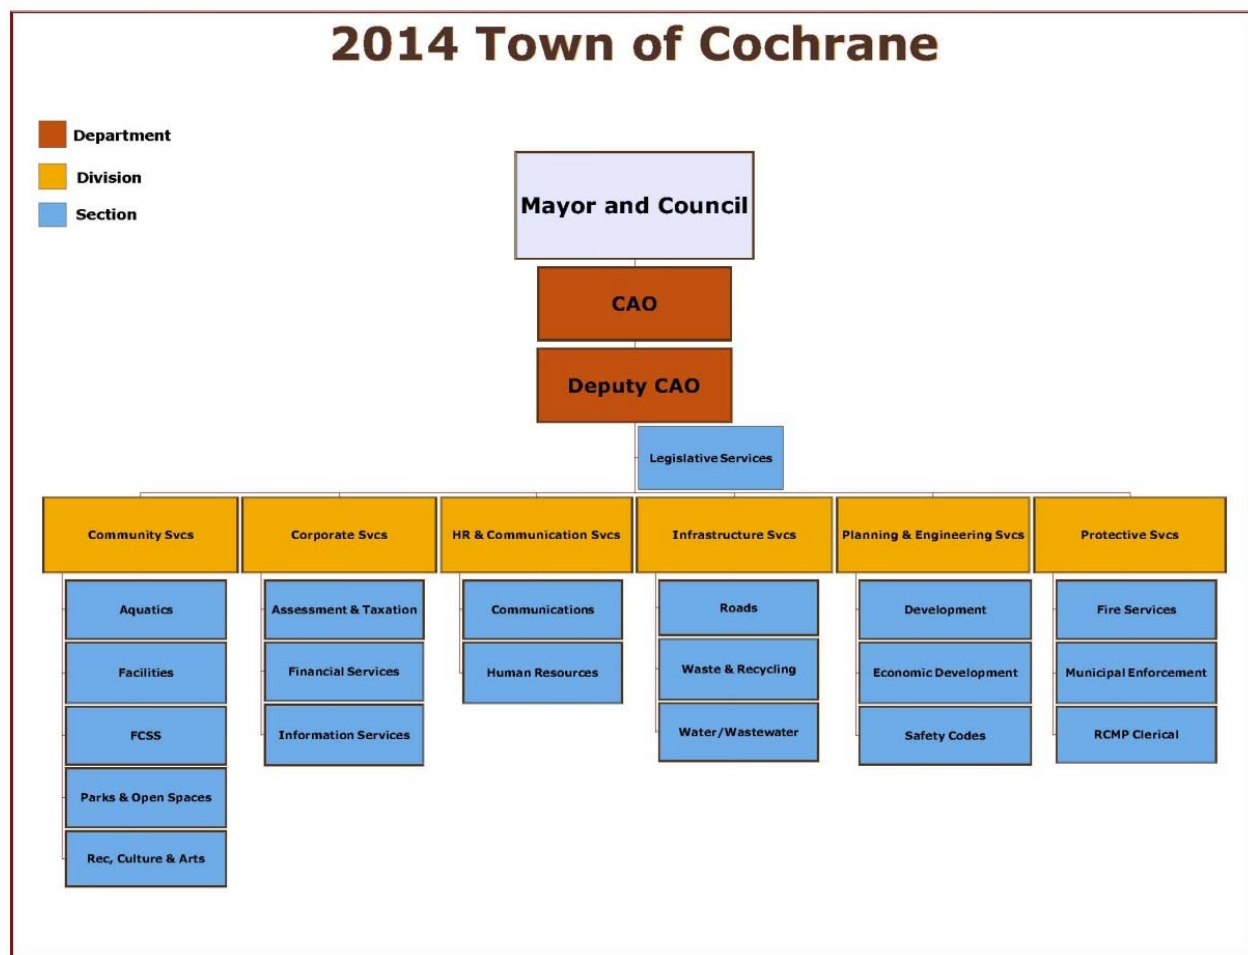 2014 Town of Cochrane
Department
Division
Section
Mayor and Council
CAO
Deputy CAO
Legislative Services
Community Svcs
Corporate Svcs
HR & Communication Svcs
Infrastructure Svcs
Planning & Engineering Svcs
Protective Svcs
Aquatics
Facilities
FCSS
Parks & Open Spaces
Rec, Culture & Arts
Assessment & Taxation
Financial Services
Information Services
Communications
Human Resources
Roads
Waste & Recycling
Water/Wastewater
Development
Economic Development
Safety Codes
Fire Services
Municipal Enforcement
RCMP Clerical